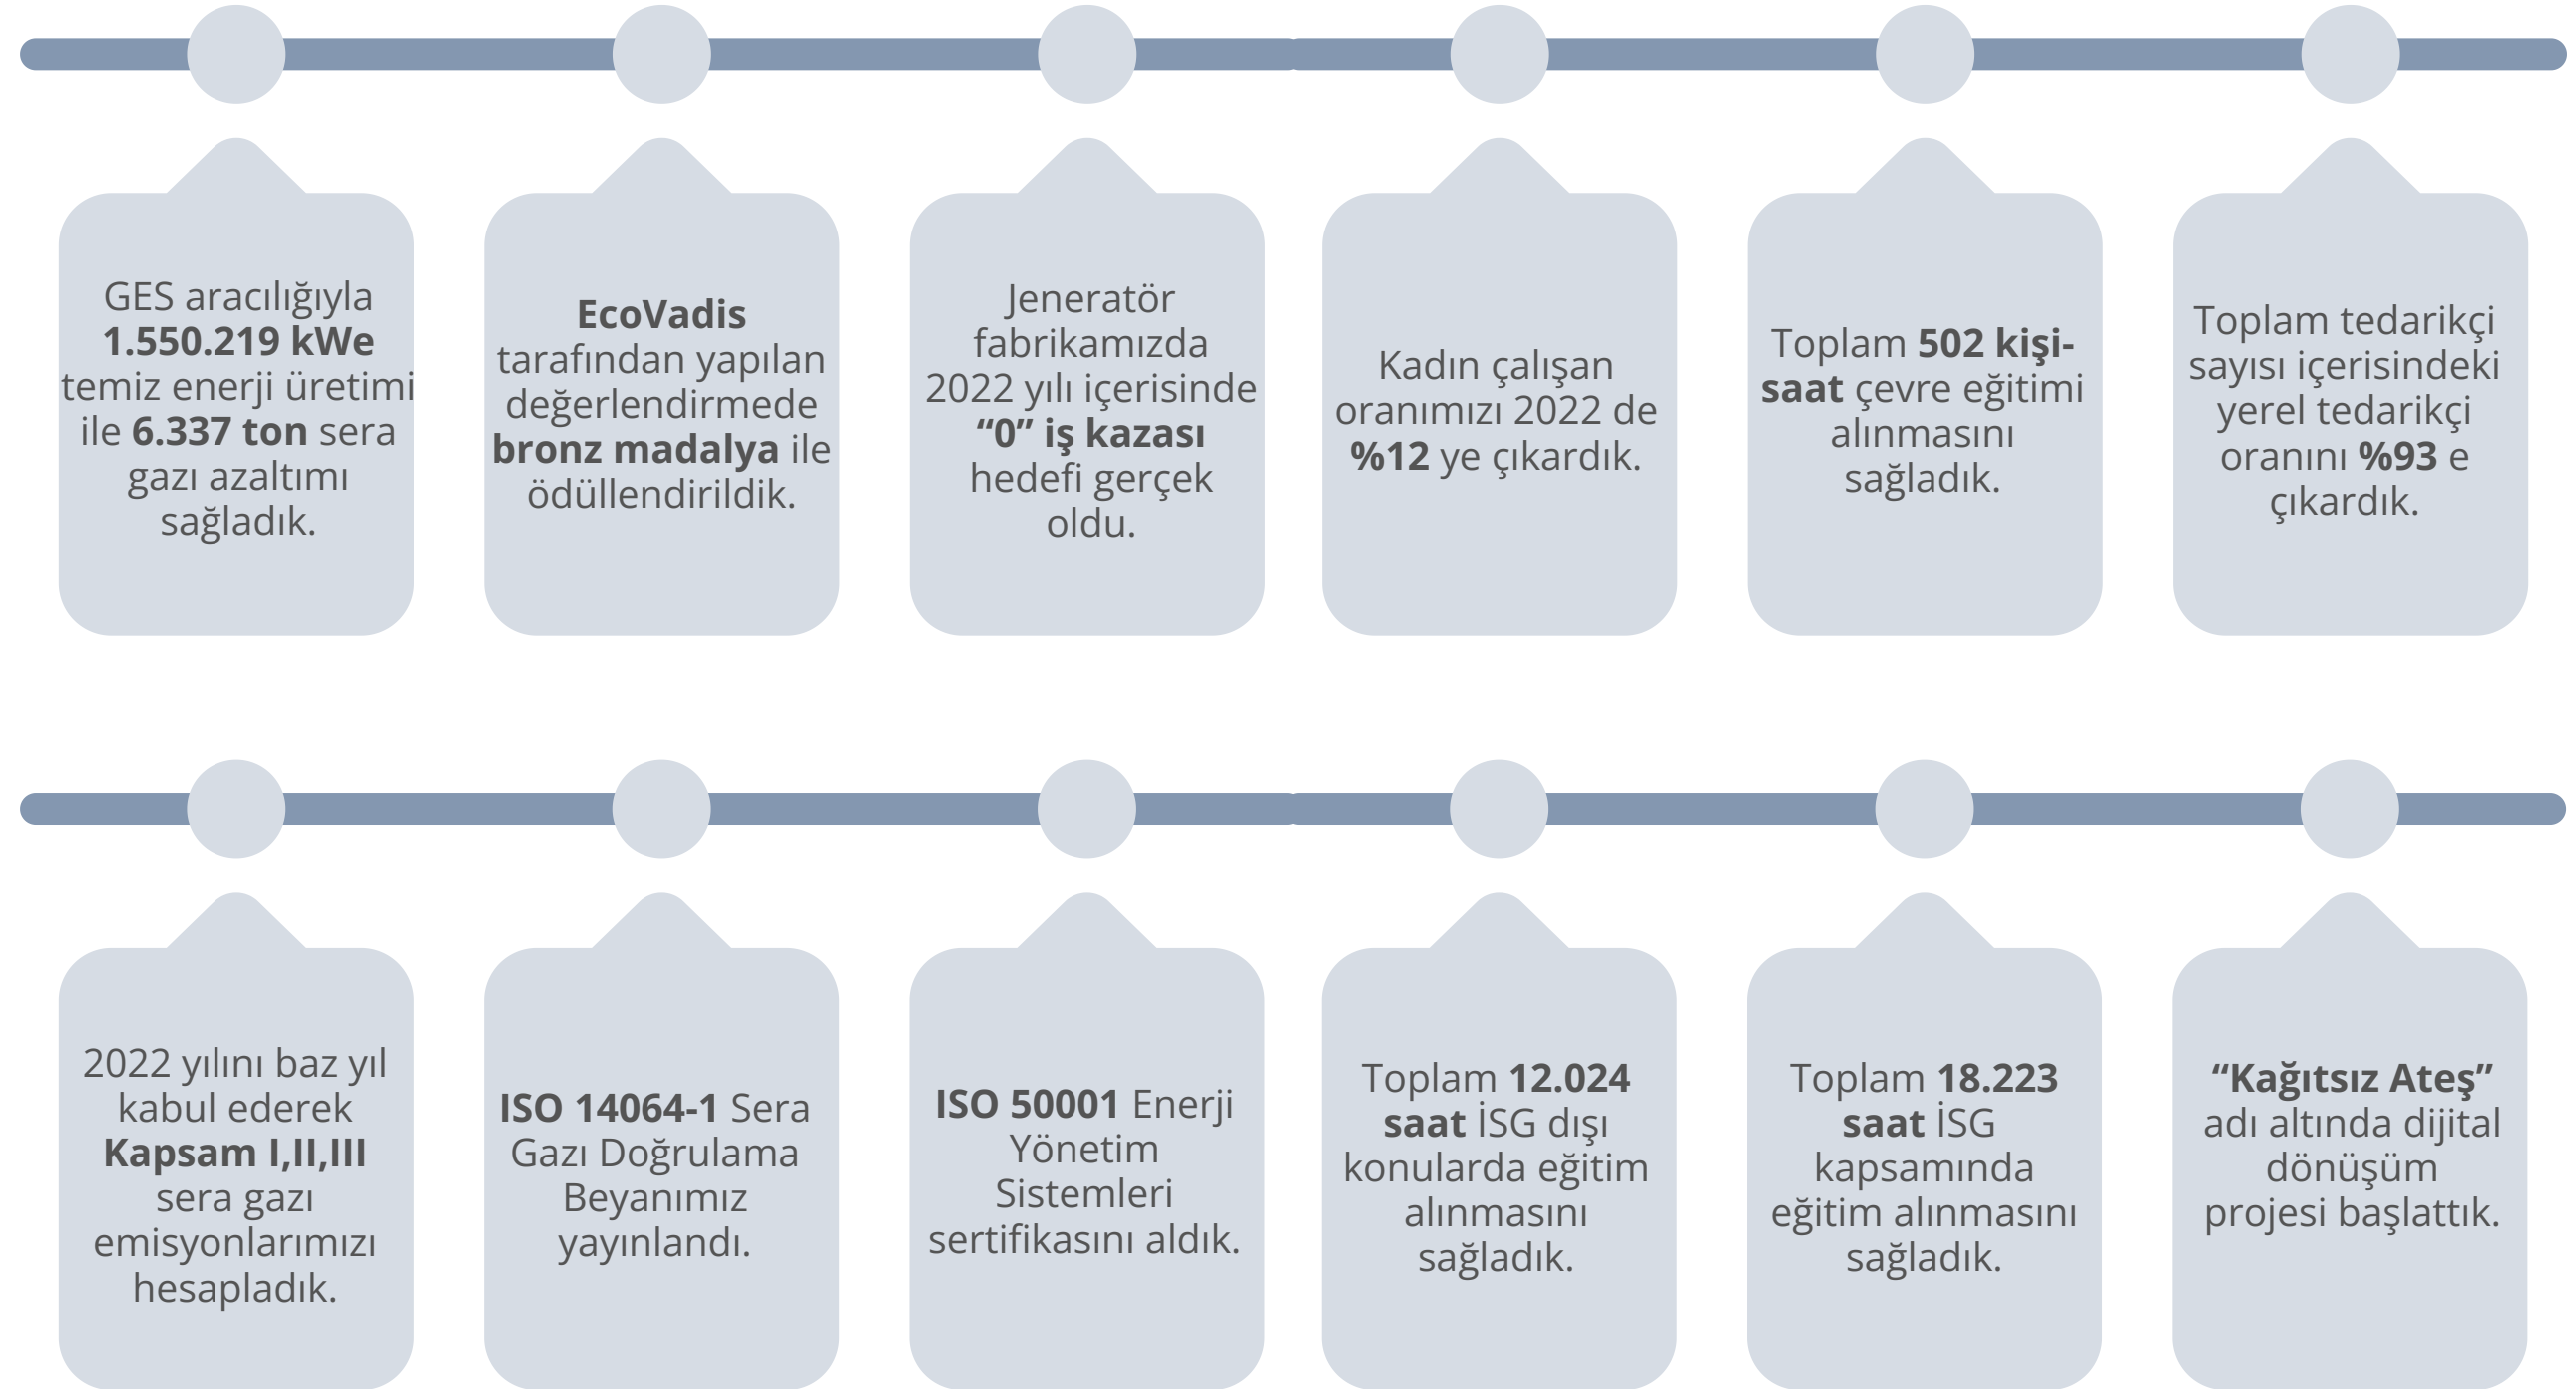 GES aracılığıyla
1.550.219 kWe
temiz enerji üretimi
ile 6.337 ton sera
gazı azaltımı
sağladık.
EcoVadis
tarafından yapılan
değerlendirmede
bronz madalya ile
ödüllendirildik.
Jeneratör
fabrikamızda
2022 yılı içerisinde
“0” iş kazası
hedefi gerçek
oldu.
Kadın çalışan
oranımızı 2022 de
%12 ye çıkardık.
Toplam 502 kişi-
saat çevre eğitimi
alınmasını
sağladık.
Toplam tedarikçi
sayısı içerisindeki
yerel tedarikçi
oranını %93 e
çıkardık.
2022 yılını baz yıl
kabul ederek
Kapsam I,II,III
sera gazı
emisyonlarımızı
hesapladık.
ISO 14064-1 Sera
Gazı Doğrulama
Beyanımız
yayınlandı.
ISO 50001 Enerji
Yönetim
Sistemleri
sertifikasını aldık.
Toplam 12.024
saat İSG dışı
konularda eğitim
alınmasını
sağladık.
Toplam 18.223
saat İSG
kapsamında
eğitim alınmasını
sağladık.
“Kağıtsız Ateş”
adı altında dijital
dönüşüm
projesi başlattık.